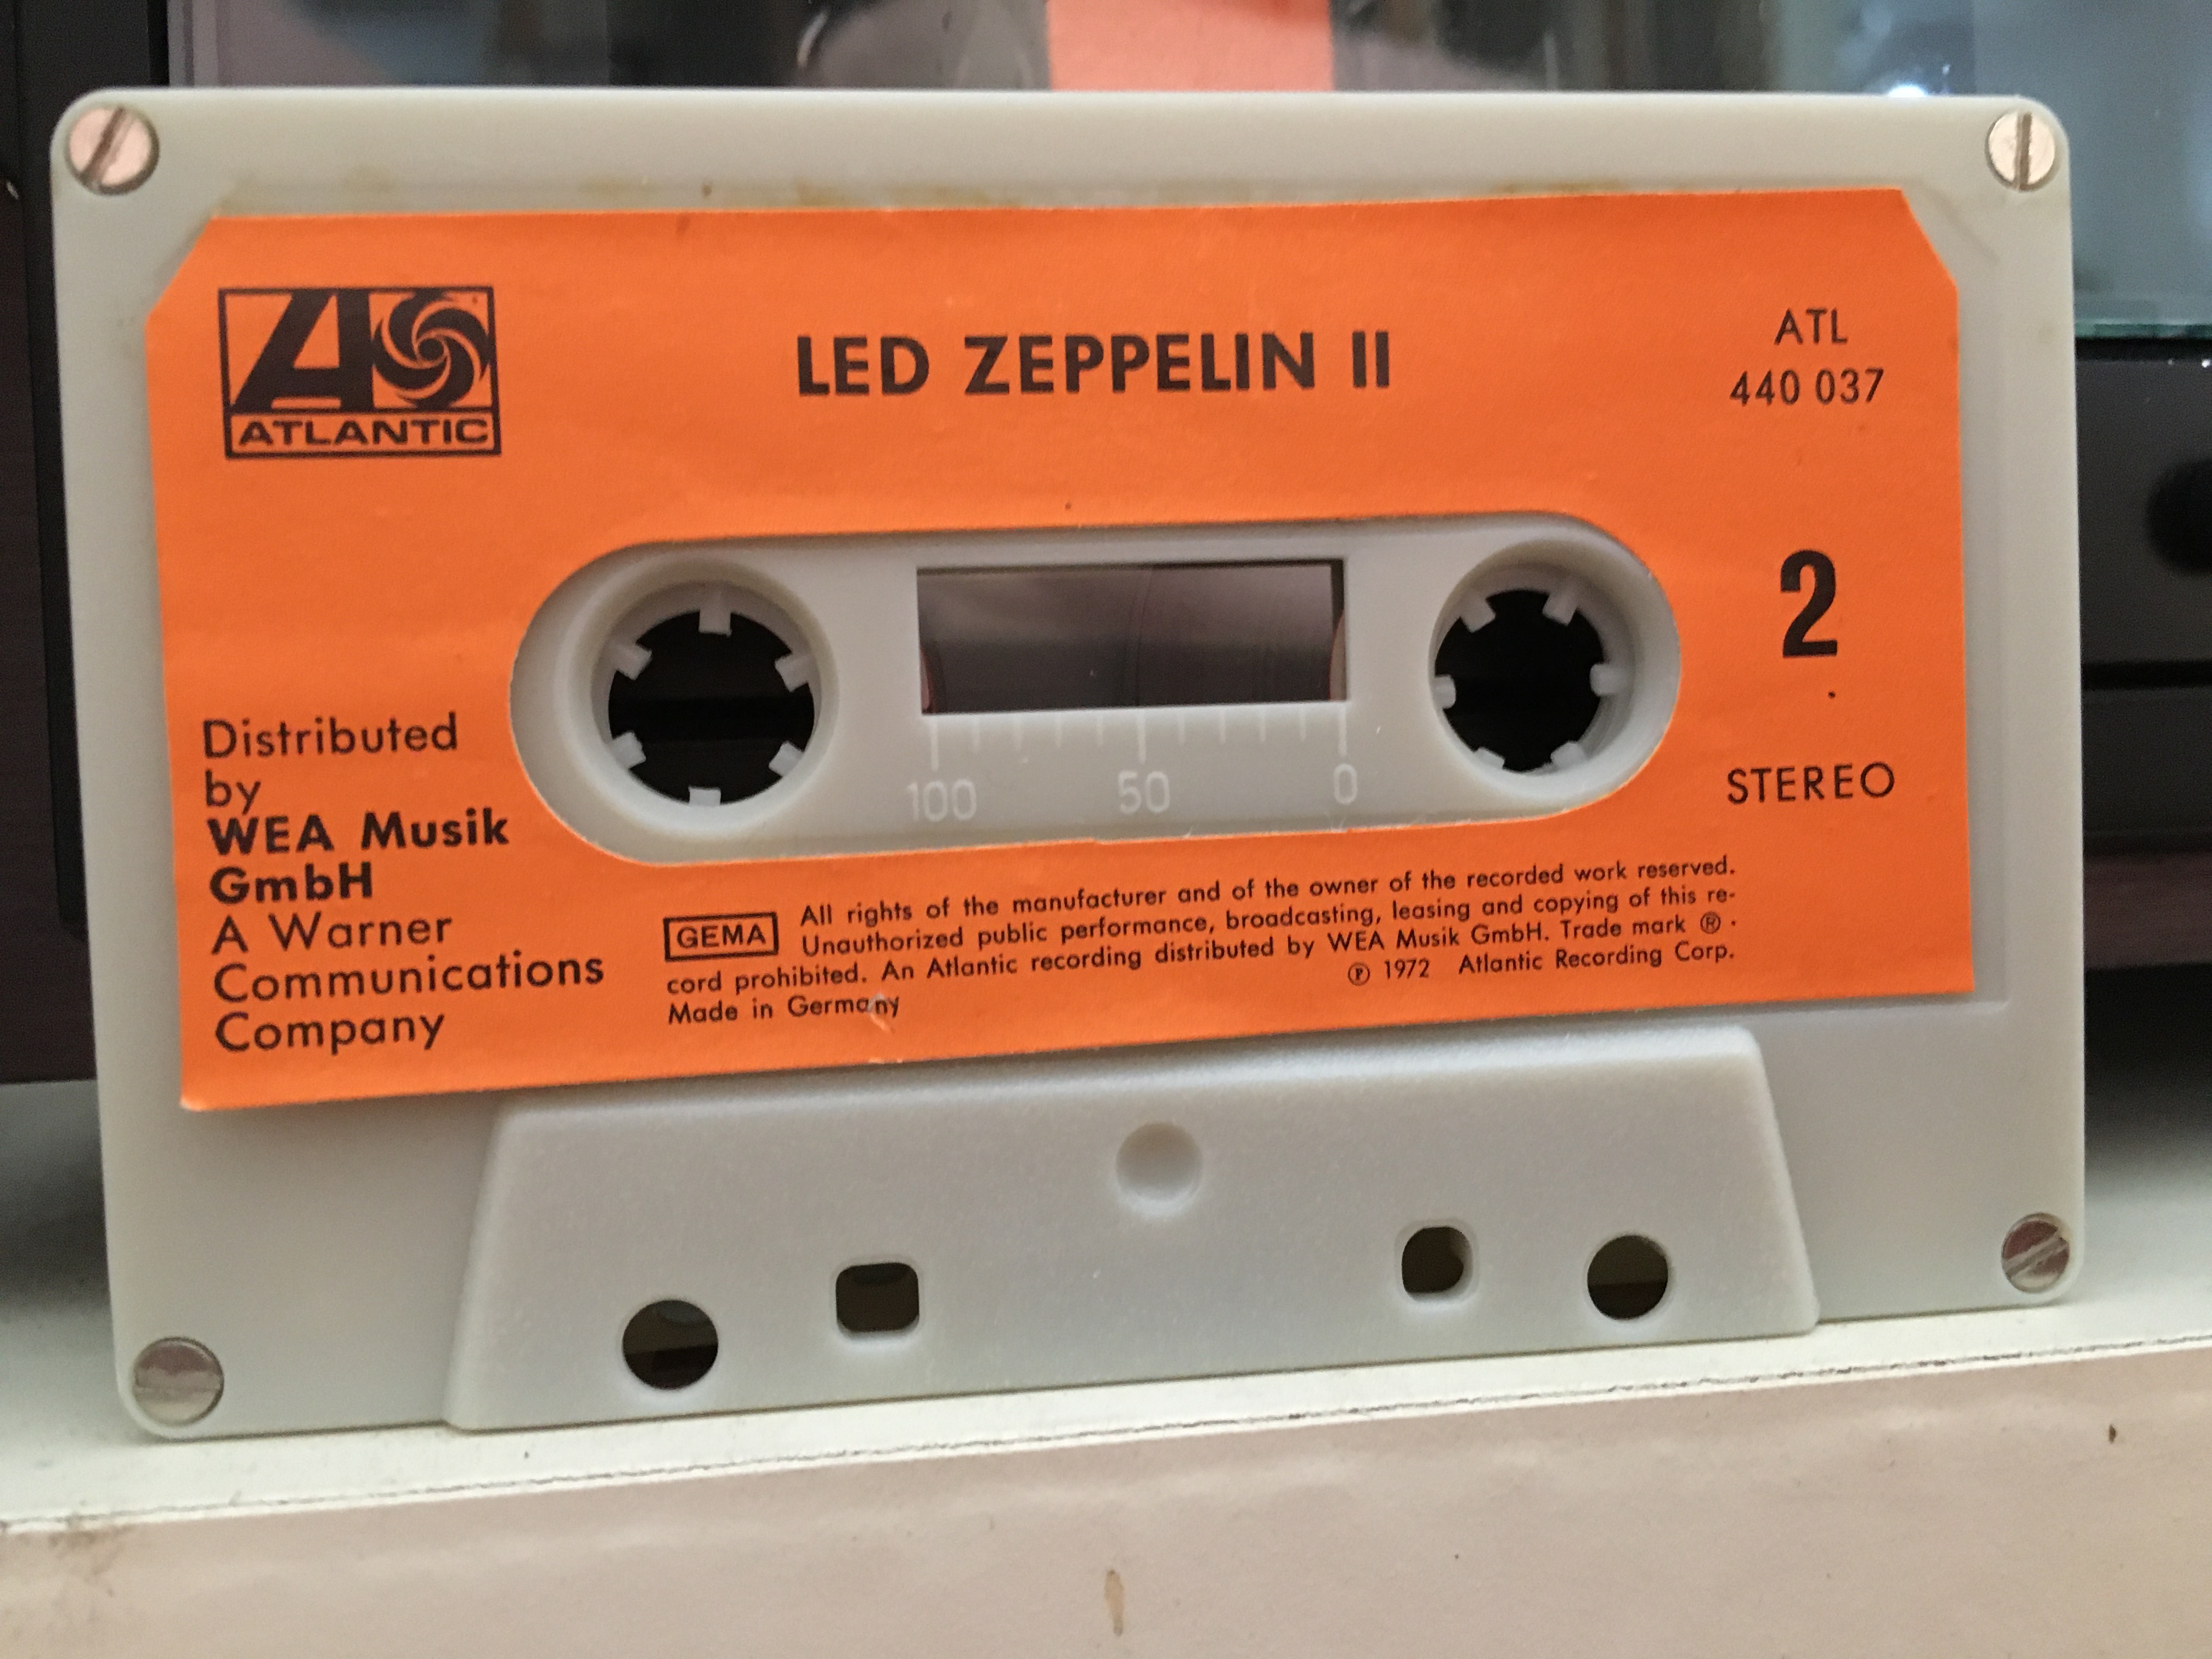 ATLANTIC
LED ZEPPELIN II
ATL
440 037
2
STEREO
100 50 0
Distributed
by
WEA Musik
GmbH
A Warner
Communications
Company
GEMA
All rights of the manufacturer and of the owner of the recorded work reserved.
Unauthorized public performance, broadcasting, leasing and copying of this re-
cord prohibited. An Atlantic recording distributed by WEA Musik GmbH. Trade mark ® ·
Made in Germany ℗ 1972 Atlantic Recording Corp.